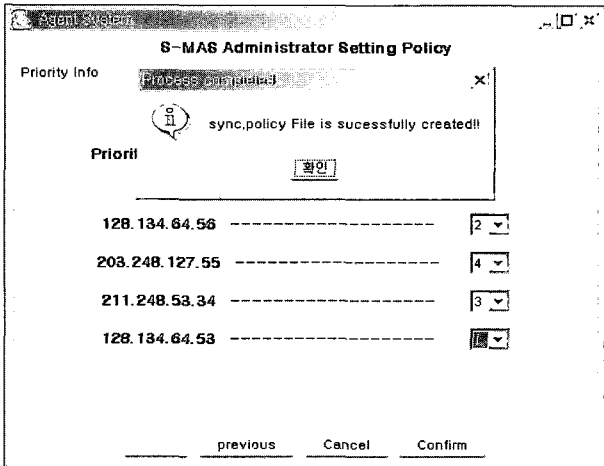 Agent System
S-MAS Administrator Setting Policy
Priority Info
Process completed
sync,policy File is sucessfully created!!
확인
128.134.64.56 2
203.248.127.55 4
211.248.53.34 3
128.134.64.53 1
previous Cancel Confirm